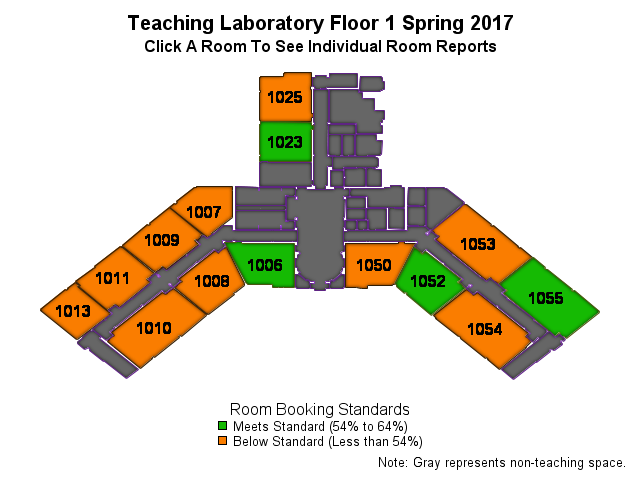 Teaching Laboratory Floor 1 Spring 2017
Click A Room To See Individual Room Reports
1025
1023
1007
1009
1011
1013
1006
1008
1010
1050
1052
1053
1054
1055
Room Booking Standards
Meets Standard (54% to 64%)
Below Standard (Less than 54%)
Note: Gray represents non-teaching space.